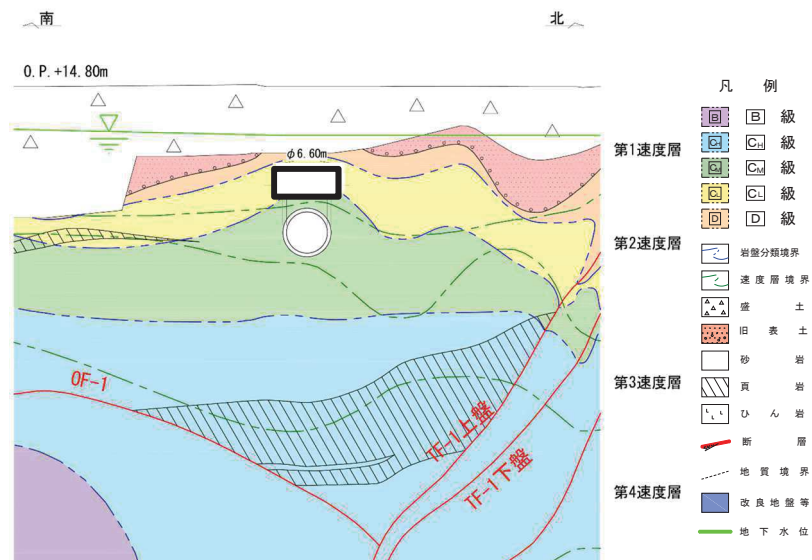 南
北
O.P.+14.80m
φ6.60m
第1速度層
第2速度層
第3速度層
第4速度層
OF-1
TF-1上盤
TF-1下盤
凡 例
B B 級
CH CH 級
CM CM 級
CL CL 級
D D 級
岩盤分類境界
速度層境界
盛 土
旧 表 土
砂 岩
頁 岩
ひ ん 岩
断 層
地 質 境 界
改良地盤等
地 下 水 位